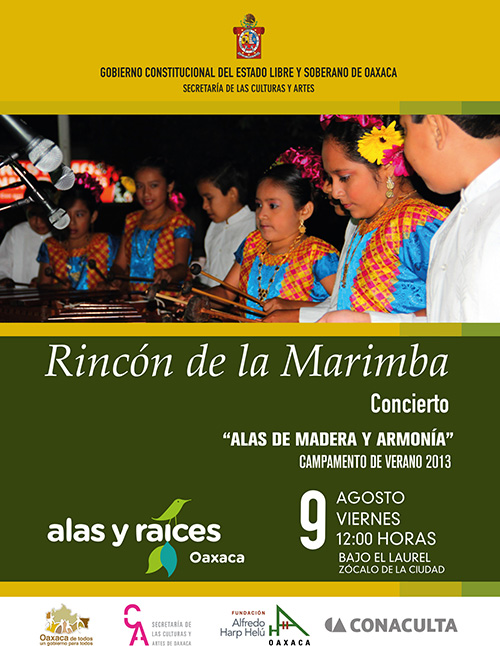 GOBIERNO CONSTITUCIONAL DEL ESTADO LIBRE Y SOBERANO DE OAXACA
SECRETARÍA DE LAS CULTURAS Y ARTES
Rincón de la Marimba
Concierto
“ALAS DE MADERA Y ARMONÍA”
CAMPAMENTO DE VERANO 2013
9 AGOSTO
VIERNES
12:00 HORAS
BAJO EL LAUREL
ZÓCALO DE LA CIUDAD
alas y raíces
Oaxaca
Oaxaca de todos
un gobierno para todos
CA
SECRETARÍA DE
LAS CULTURAS Y
ARTES DE OAXACA
FUNDACIÓN
Alfredo
Harp Helú
OAXACA
CONACULTA